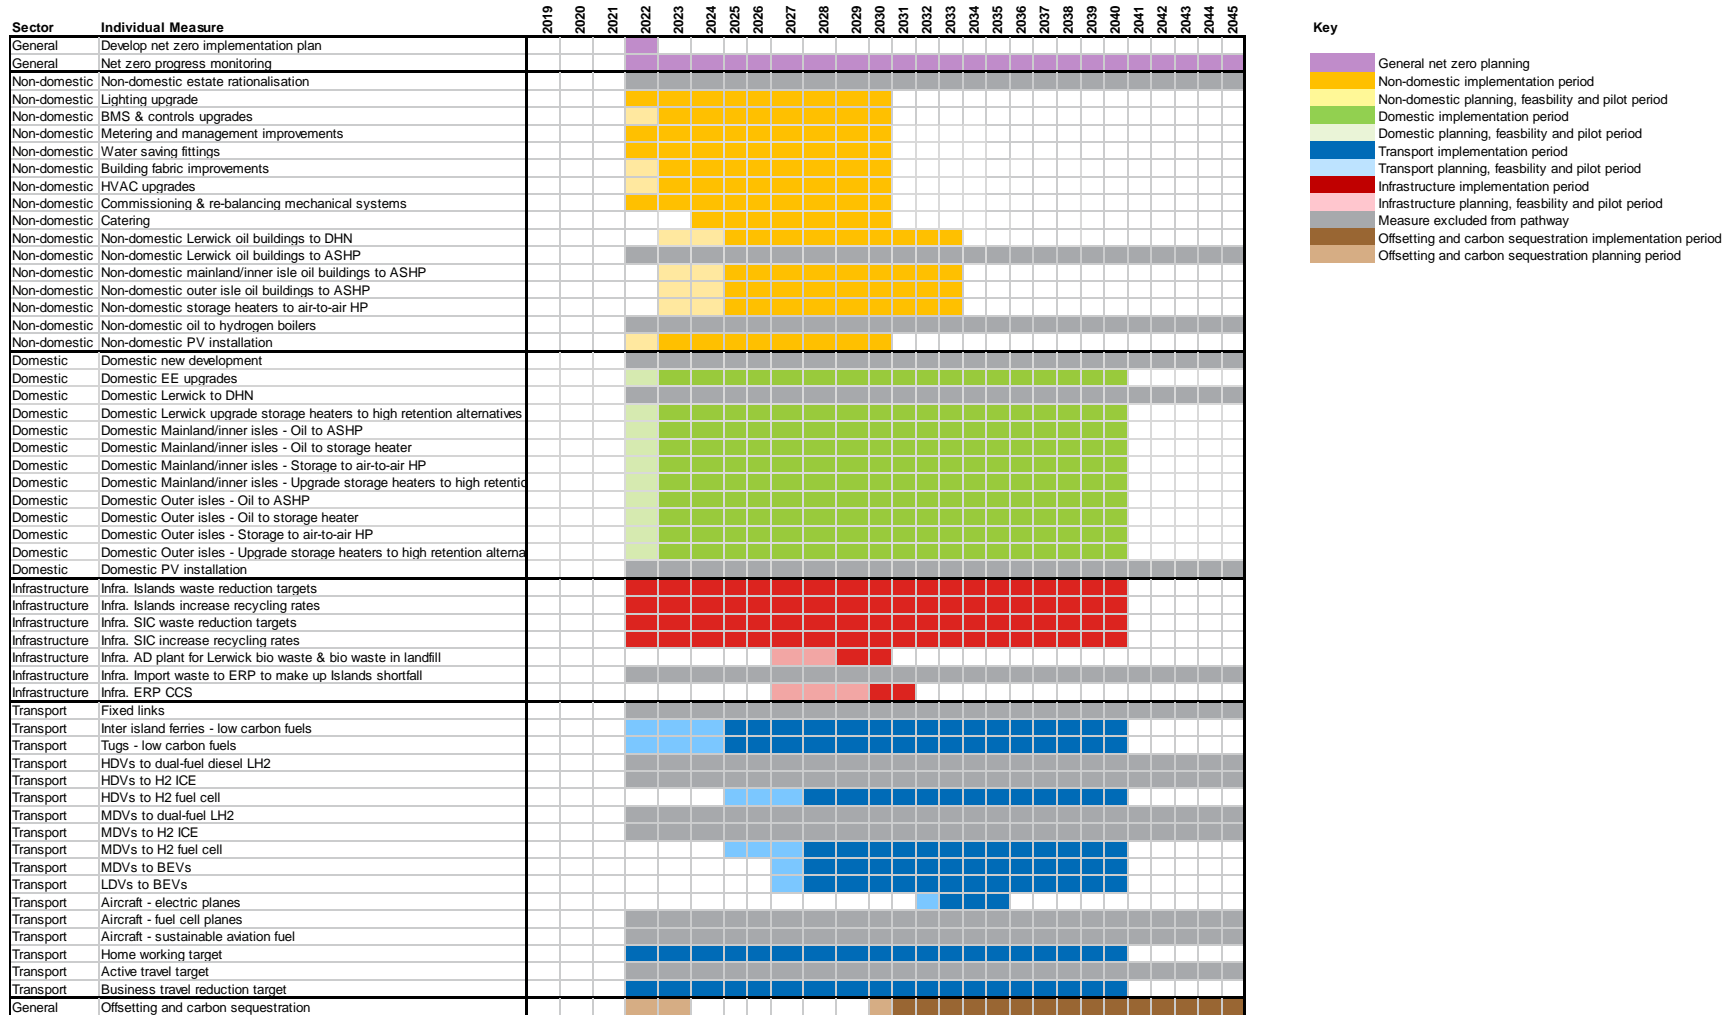 Sector Individual Measure 2019 2020 2021 2022 2023 2024 2025 2026 2027 2028 2029 2030 2031 2032 2033 2034 2035 2036 2037 2038 2039 2040 2041 2042 2043 2044 2045
General Develop net zero implementation plan
General Net zero progress monitoring
Non-domestic Non-domestic estate rationalisation
Non-domestic Lighting upgrade
Non-domestic BMS & controls upgrades
Non-domestic Metering and management improvements
Non-domestic Water saving fittings
Non-domestic Building fabric improvements
Non-domestic HVAC upgrades
Non-domestic Commissioning & re-balancing mechanical systems
Non-domestic Catering
Non-domestic Non-domestic Lerwick oil buildings to DHN
Non-domestic Non-domestic Lerwick oil buildings to ASHP
Non-domestic Non-domestic mainland/inner isle oil buildings to ASHP
Non-domestic Non-domestic outer isle oil buildings to ASHP
Non-domestic Non-domestic storage heaters to air-to-air HP
Non-domestic Non-domestic oil to hydrogen boilers
Non-domestic Non-domestic PV installation
Domestic Domestic new development
Domestic Domestic EE upgrades
Domestic Domestic Lerwick to DHN
Domestic Domestic Lerwick upgrade storage heaters to high retention alternatives
Domestic Domestic Mainland/inner isles - Oil to ASHP
Domestic Domestic Mainland/inner isles - Oil to storage heater
Domestic Domestic Mainland/inner isles - Storage to air-to-air HP
Domestic Domestic Mainland/inner isles - Upgrade storage heaters to high retentic
Domestic Domestic Outer isles - Oil to ASHP
Domestic Domestic Outer isles - Oil to storage heater
Domestic Domestic Outer isles - Storage to air-to-air HP
Domestic Domestic Outer isles - Upgrade storage heaters to high retention alterna
Domestic Domestic PV installation
Infrastructure Infra. Islands waste reduction targets
Infrastructure Infra. Islands increase recycling rates
Infrastructure Infra. SIC waste reduction targets
Infrastructure Infra. SIC increase recycling rates
Infrastructure Infra. AD plant for Lerwick bio waste & bio waste in landfill
Infrastructure Infra. Import waste to ERP to make up Islands shortfall
Infrastructure Infra. ERP CCS
Transport Fixed links
Transport Inter island ferries - low carbon fuels
Transport Tugs - low carbon fuels
Transport HDVs to dual-fuel diesel LH2
Transport HDVs to H2 ICE
Transport HDVs to H2 fuel cell
Transport MDVs to dual-fuel LH2
Transport MDVs to H2 ICE
Transport MDVs to H2 fuel cell
Transport MDVs to BEVs
Transport LDVs to BEVs
Transport Aircraft - electric planes
Transport Aircraft - fuel cell planes
Transport Aircraft - sustainable aviation fuel
Transport Home working target
Transport Active travel target
Transport Business travel reduction target
General Offsetting and carbon sequestration
Key
General net zero planning
Non-domestic implementation period
Non-domestic planning, feasbility and pilot period
Domestic implementation period
Domestic planning, feasbility and pilot period
Transport implementation period
Transport planning, feasbility and pilot period
Infrastructure implementation period
Infrastructure planning, feasbility and pilot period
Measure excluded from pathway
Offsetting and carbon sequestration implementation period
Offsetting and carbon sequestration planning period